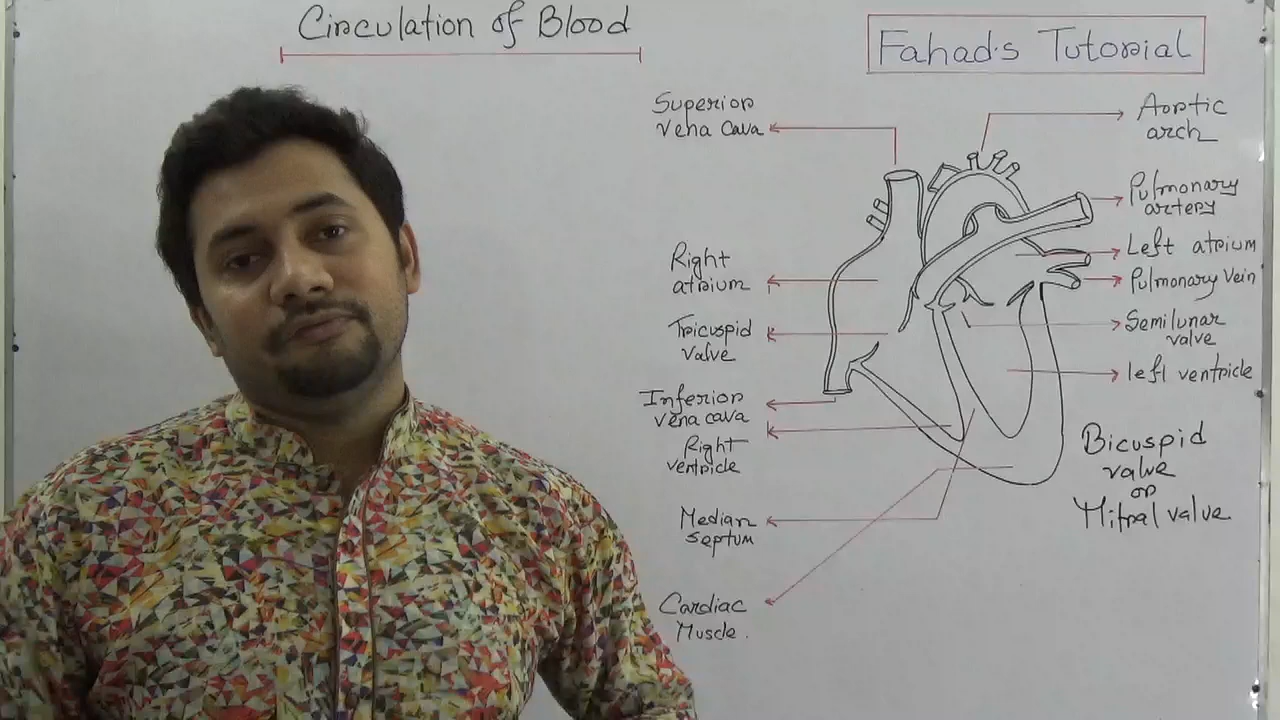 Circulation of Blood
Fahad's Tutorial
Superior
vena cava
Right
atrium
Tricuspid
valve
Inferior
vena cava
Right
ventricle
Median
septum
Cardiac
Muscle.
Aortic
arch
Pulmonary
artery
Left atrium
Pulmonary vein
Semilunar
valve
left ventricle
Bicuspid
valve
or
Mitral valve